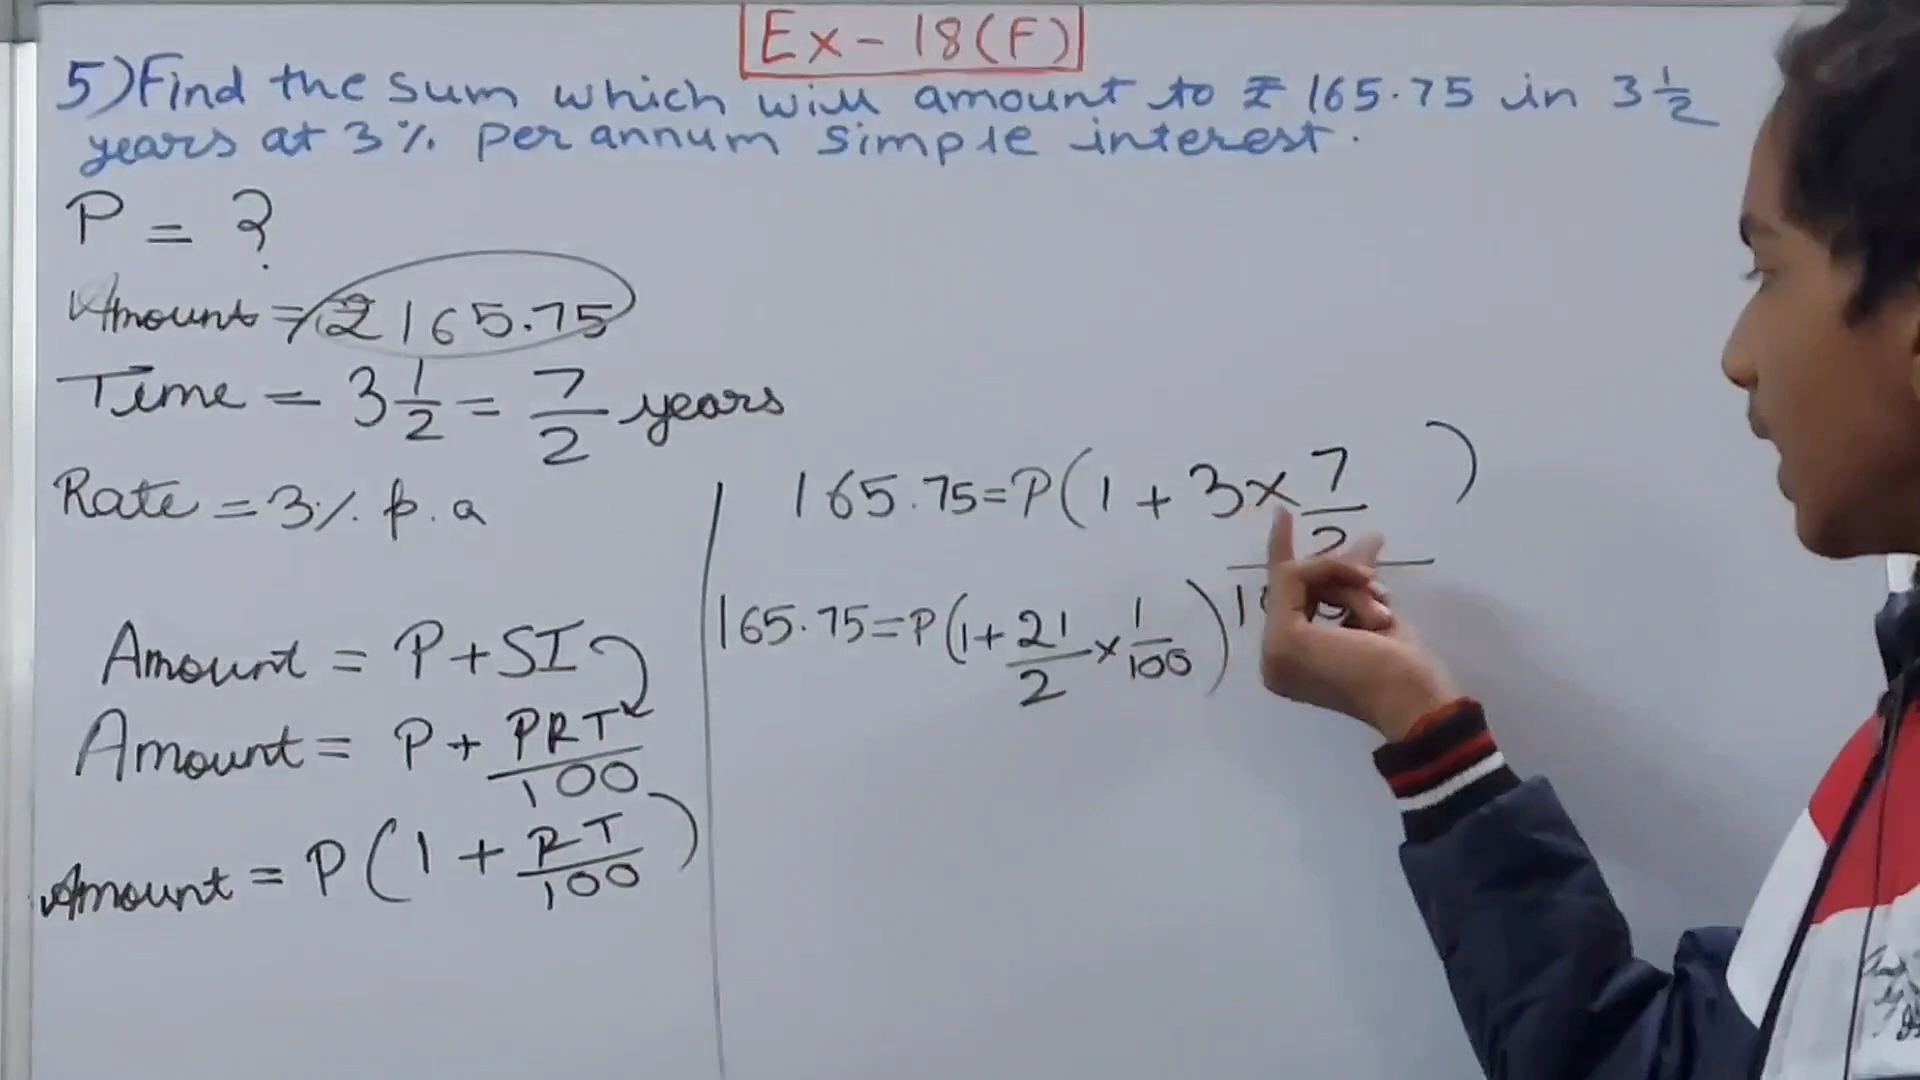 Ex - 18(F)
5) Find the sum which will amount to ₹ 165.75 in 3 1/2
years at 3% per annum simple interest.
P = ?
Amount = ₹ 165.75
Time = 3 1/2 = 7/2 years
Rate = 3% p.a
Amount = P + SI
Amount = P + PRT/100
Amount = P(1 + RT/100)
165.75 = P(1 + 3 × 7/2)
165.75 = P(1 + 21/2 × 1/100)